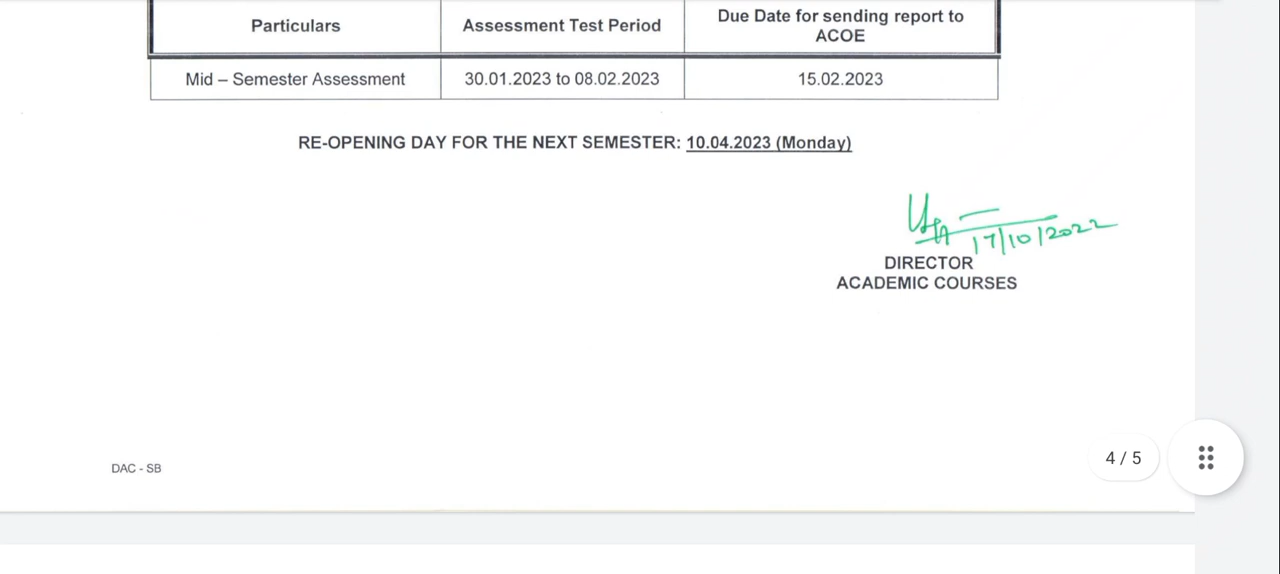 Particulars
Assessment Test Period
Due Date for sending report to
ACOE
Mid – Semester Assessment
30.01.2023 to 08.02.2023
15.02.2023
RE-OPENING DAY FOR THE NEXT SEMESTER: 10.04.2023 (Monday)
17/10/2022
DIRECTOR
ACADEMIC COURSES
DAC - SB
4 / 5